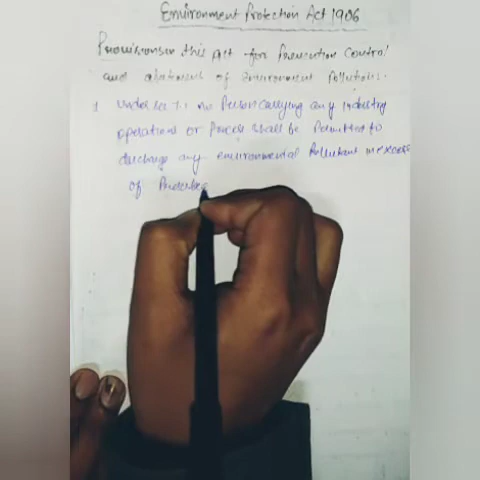 Environment Protection Act 1906
Provisions in this Act for Prevention Control
and abatement of Environment Pollution.
1 Under sec 7.1 no Person carrying any industry
operations or Process shall be Permitted to
discharge any environmental Pollutant in excess
of